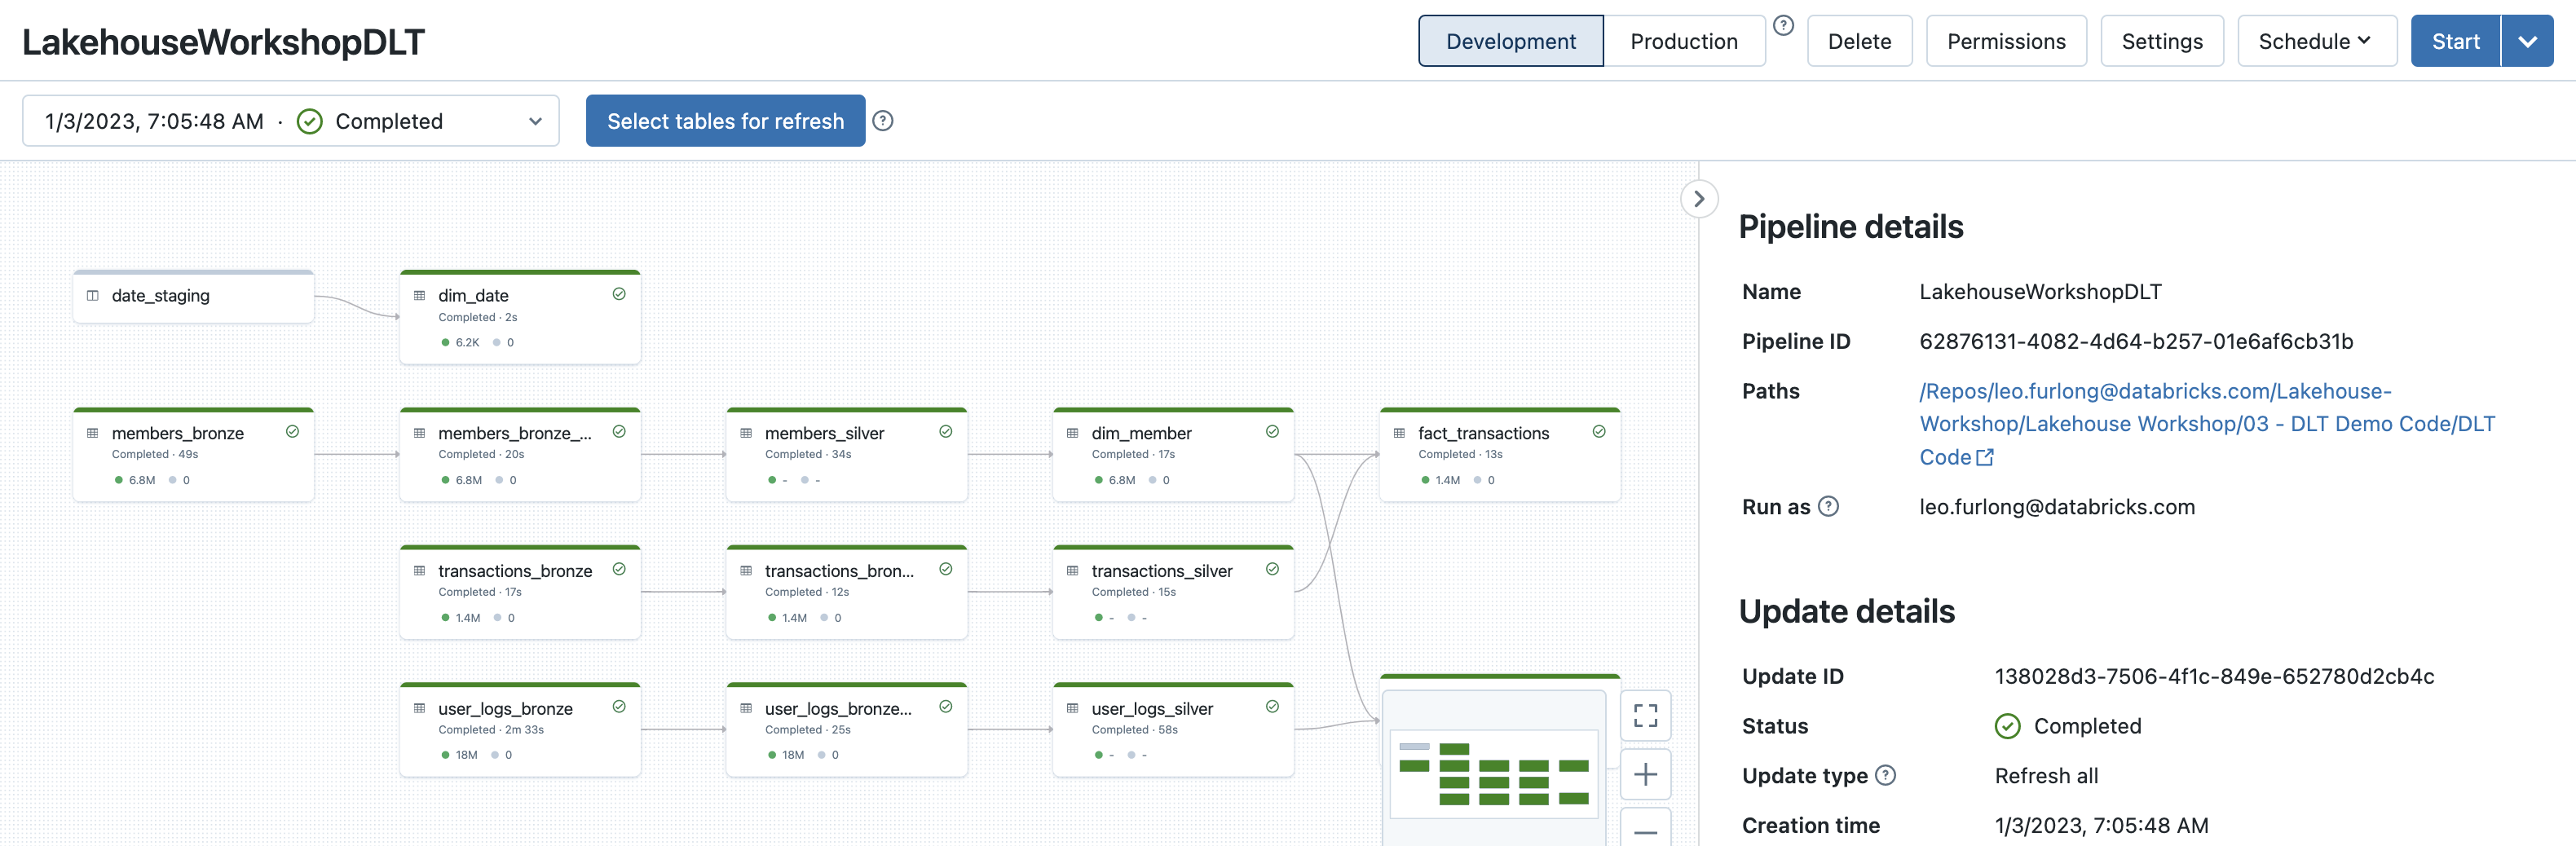 LakehouseWorkshopDLT
Development
Production
Delete
Permissions
Settings
Schedule
Start
1/3/2023, 7:05:48 AM · Completed
Select tables for refresh
date_staging
dim_date
Completed · 2s
6.2K 0
members_bronze
Completed · 49s
6.8M 0
members_bronze_...
Completed · 20s
6.8M 0
members_silver
Completed · 34s
- -
dim_member
Completed · 17s
6.8M 0
fact_transactions
Completed · 13s
1.4M 0
transactions_bronze
Completed · 17s
1.4M 0
transactions_bron...
Completed · 12s
1.4M 0
transactions_silver
Completed · 15s
- -
user_logs_bronze
Completed · 2m 33s
18M 0
user_logs_bronze...
Completed · 25s
18M 0
user_logs_silver
Completed · 58s
- -
Pipeline details
Name LakehouseWorkshopDLT
Pipeline ID 62876131-4082-4d64-b257-01e6af6cb31b
Paths /Repos/leo.furlong@databricks.com/Lakehouse-
Workshop/Lakehouse Workshop/03 - DLT Demo Code/DLT
Code
Run as leo.furlong@databricks.com
Update details
Update ID 138028d3-7506-4f1c-849e-652780d2cb4c
Status Completed
Update type Refresh all
Creation time 1/3/2023, 7:05:48 AM